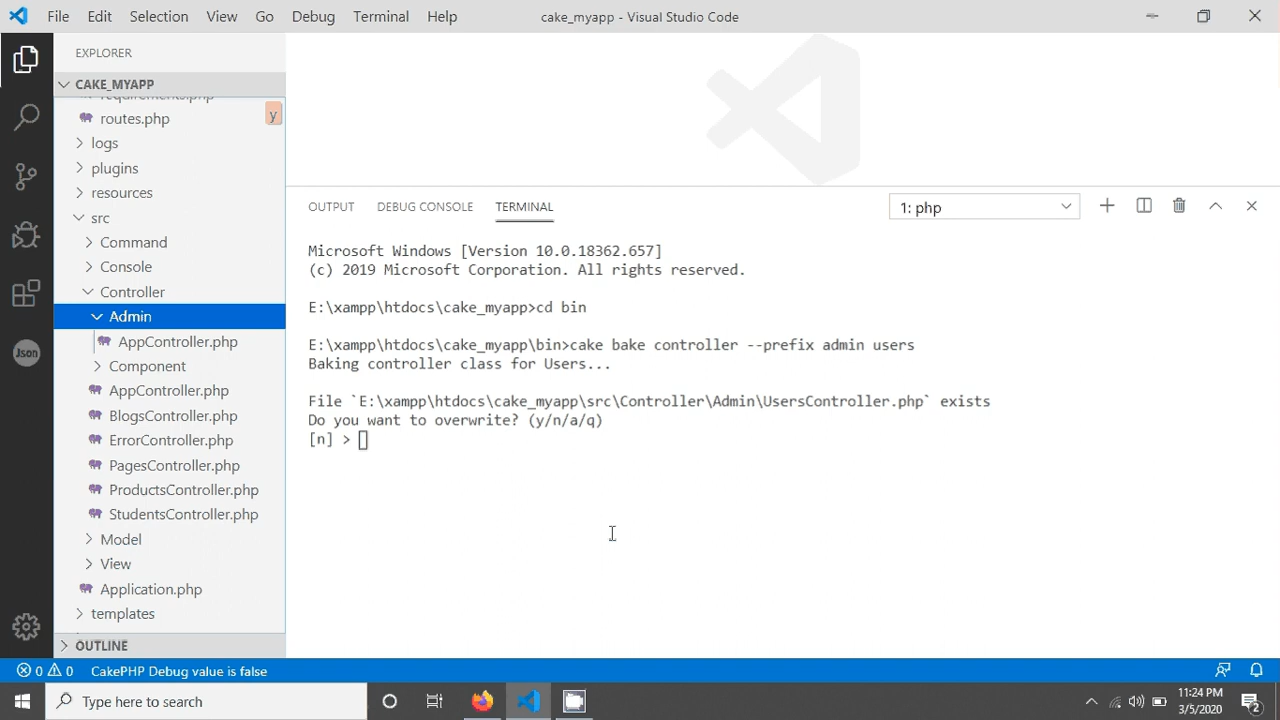 File Edit Selection View Go Debug Terminal Help cake_myapp - Visual Studio Code
EXPLORER
CAKE_MYAPP
requirements.php
routes.php
y
logs
plugins
resources
src
Command
Console
Controller
Admin
AppController.php
Component
AppController.php
BlogsController.php
ErrorController.php
PagesController.php
ProductsController.php
StudentsController.php
Model
View
Application.php
templates
OUTLINE
Json
OUTPUT DEBUG CONSOLE TERMINAL 1: php
Microsoft Windows [Version 10.0.18362.657]
(c) 2019 Microsoft Corporation. All rights reserved.
E:\xampp\htdocs\cake_myapp>cd bin
E:\xampp\htdocs\cake_myapp\bin>cake bake controller --prefix admin users
Baking controller class for Users...
File `E:\xampp\htdocs\cake_myapp\src\Controller\Admin\UsersController.php` exists
Do you want to overwrite? (y/n/a/q)
[n] >
0 0 CakePHP Debug value is false
Type here to search
11:24 PM
3/5/2020
2